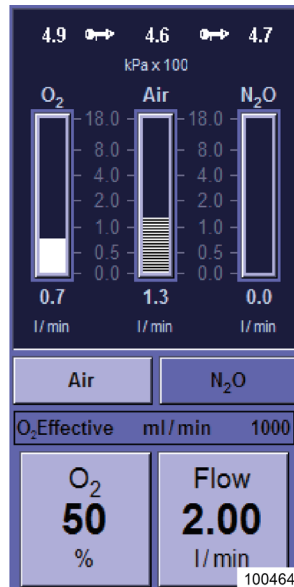 4.9 4.6 4.7
kPa x 100
O₂ Air N₂O
18.0 18.0
8.0 8.0
4.0 4.0
2.0 2.0
1.0 1.0
0.5 0.5
0.0 0.0
0.7 1.3 0.0
l/min l/min l/min
Air N₂O
O₂Effective ml/min 1000
O₂ Flow
50 2.00
% l/min
100464